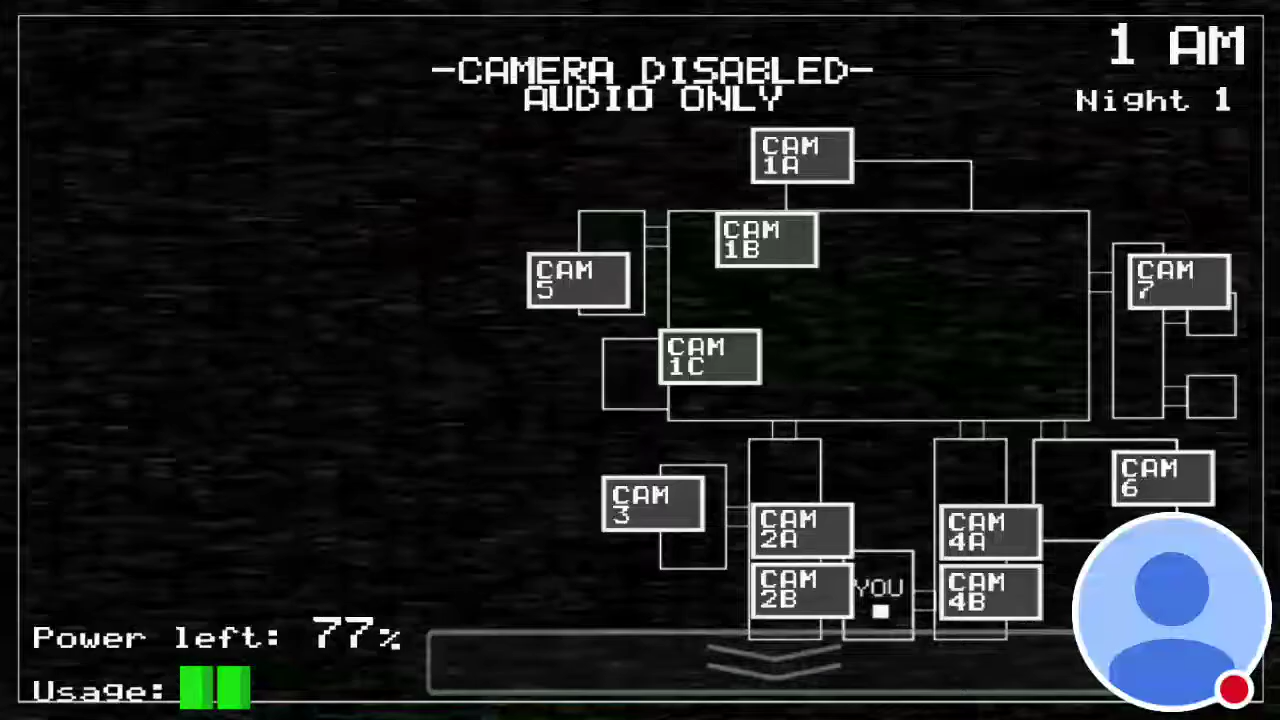 1 AM
-CAMERA DISABLED-
AUDIO ONLY
Night 1
CAM
1A
CAM
1B
CAM
5
CAM
7
CAM
1C
CAM
6
CAM
3
CAM
2A
CAM
4A
CAM
2B
YOU
CAM
4B
Power left: 77%
Usage: